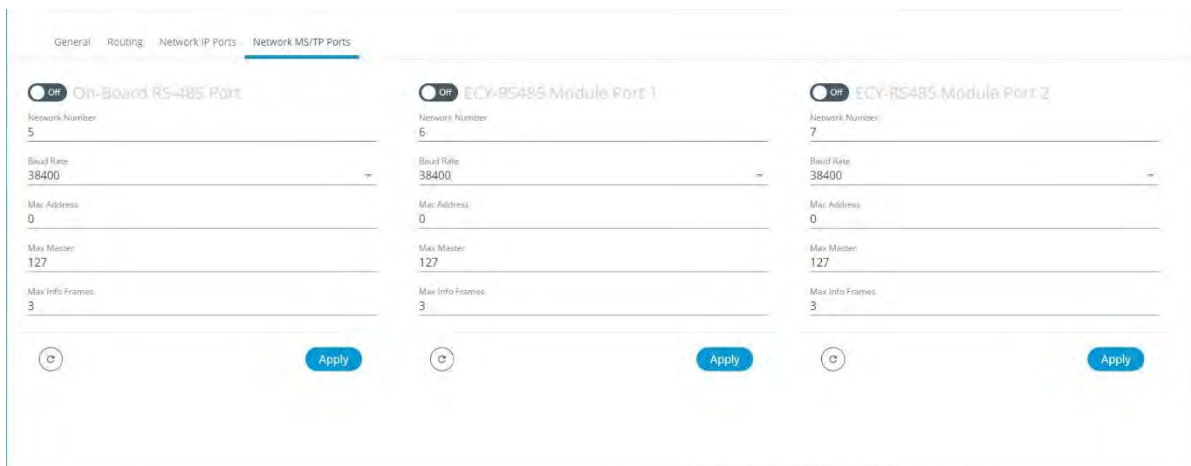 General Routing Network IP Ports Network MS/TP Ports
Off On-Board RS-485 Port
Network Number
5
Baud Rate
38400
Mac Address
0
Max Master
127
Max Info Frames
3
Apply
Off ECY-RS485 Module Port 1
Network Number
6
Baud Rate
38400
Mac Address
0
Max Master
127
Max Info Frames
3
Apply
Off ECY-RS485 Module Port 2
Network Number
7
Baud Rate
38400
Mac Address
0
Max Master
127
Max Info Frames
3
Apply